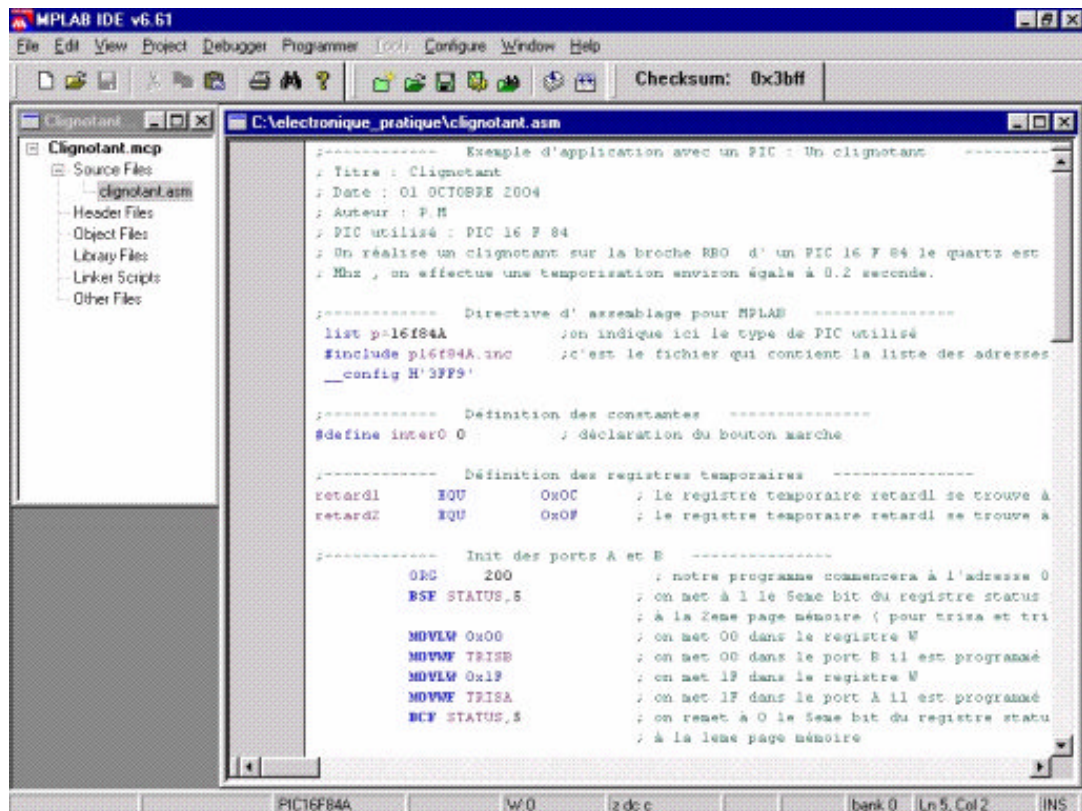 MPLAB IDE v6.61
File Edit View Project Debugger Programmer Tools Configure Window Help
Checksum: 0x3bff
Clignotant
Clignotant.mcp
Source Files
clignotant.asm
Header Files
Object Files
Library Files
Linker Scripts
Other Files
C:\electronique_pratique\clignotant.asm
;------------ Exemple d'application avec un PIC : Un clignotant ---------
; Titre : Clignotant
; Date : 01 OCTOBRE 2004
; Auteur : P.M
; PIC utilisé : PIC 16 F 84
; On réalise un clignotant sur la broche RB0 d' un PIC 16 F 84 le quartz est
; Mhz , on effectue une temporisation environ égale à 0.2 seconde.
;------------ Directive d' assemblage pour MPLAB ---------------
list p=16f84A ;on indique ici le type de PIC utilisé
#include p16f84A.inc ;c'est le fichier qui contient la liste des adresses
__config H'3FF9'
;------------ Définition des constantes ---------------
#define inter0 0 ; déclaration du bouton marche
;------------ Définition des registres temporaires ---------------
retard1 EQU 0x0C ; le registre temporaire retard1 se trouve à
retard2 EQU 0x0F ; le registre temporaire retard1 se trouve à
;------------ Init des ports A et B ---------------
ORG 200 ; notre programme commencera à l'adresse 0
BSF STATUS,5 ; on met à 1 le 5eme bit du registre status
; à la 2eme page mémoire ( pour trisa et tri
MOVLW 0x00 ; on met 00 dans le registre W
MOVWF TRISB ; on met 00 dans le port B il est programmé
MOVLW 0x1F ; on met 1F dans le registre W
MOVWF TRISA ; on met 1F dans le port A il est programmé
BCF STATUS,5 ; on remet à 0 le 5eme bit du registre statu
; à la 1eme page mémoire
PIC16F84A W:0 z dc c bank 0 Ln 5, Col 2 INS